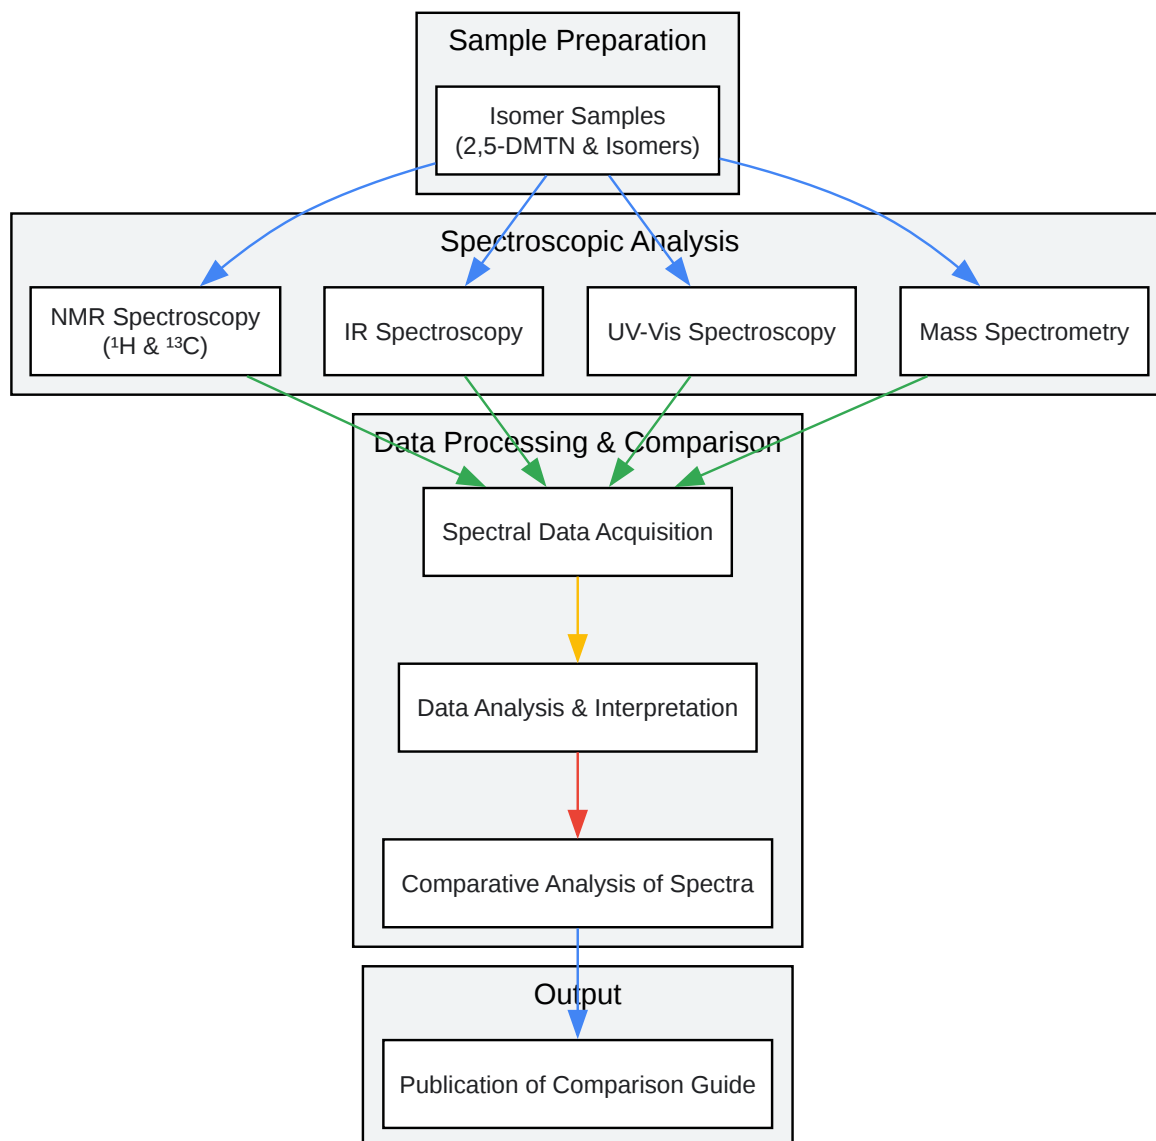 Sample Preparation
Isomer Samples
(2,5-DMTN & Isomers)
Spectroscopic Analysis
NMR Spectroscopy
(¹H & ¹³C)
IR Spectroscopy
UV-Vis Spectroscopy
Mass Spectrometry
Data Processing & Comparison
Spectral Data Acquisition
Data Analysis & Interpretation
Comparative Analysis of Spectra
Output
Publication of Comparison Guide